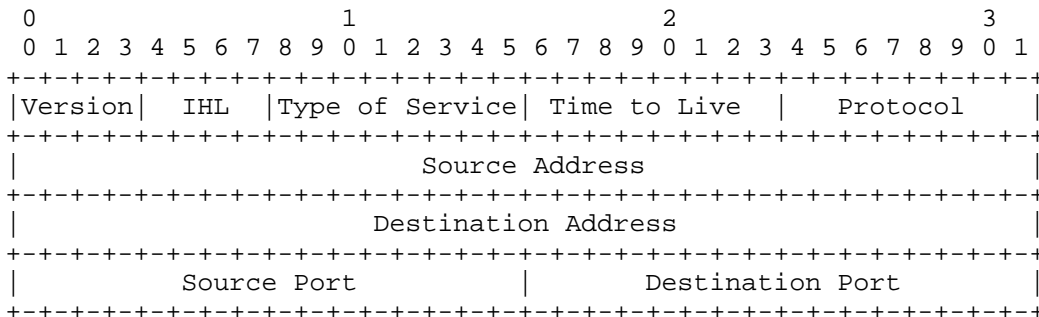 0                   1                   2                   3
 0 1 2 3 4 5 6 7 8 9 0 1 2 3 4 5 6 7 8 9 0 1 2 3 4 5 6 7 8 9 0 1
+-+-+-+-+-+-+-+-+-+-+-+-+-+-+-+-+-+-+-+-+-+-+-+-+-+-+-+-+-+-+-+-+
|Version|  IHL  |Type of Service| Time to Live  |   Protocol    |
+-+-+-+-+-+-+-+-+-+-+-+-+-+-+-+-+-+-+-+-+-+-+-+-+-+-+-+-+-+-+-+-+
|                         Source Address                        |
+-+-+-+-+-+-+-+-+-+-+-+-+-+-+-+-+-+-+-+-+-+-+-+-+-+-+-+-+-+-+-+-+
|                      Destination Address                      |
+-+-+-+-+-+-+-+-+-+-+-+-+-+-+-+-+-+-+-+-+-+-+-+-+-+-+-+-+-+-+-+-+
|          Source Port          |       Destination Port        |
+-+-+-+-+-+-+-+-+-+-+-+-+-+-+-+-+-+-+-+-+-+-+-+-+-+-+-+-+-+-+-+-+